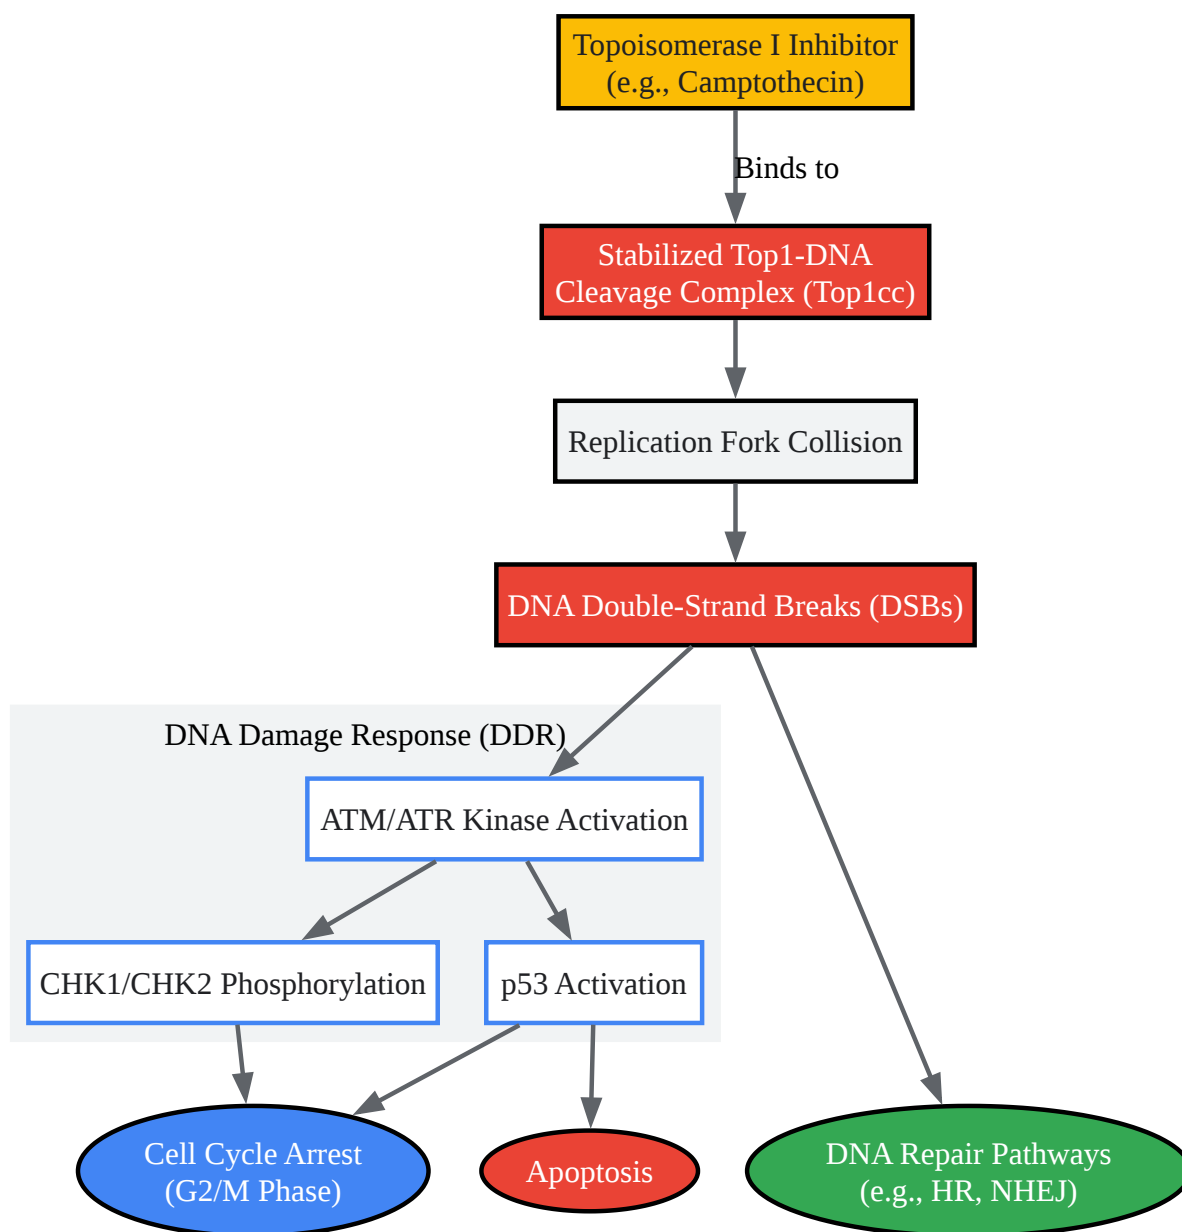 Topoisomerase I Inhibitor
(e.g., Camptothecin)
Binds to
Stabilized Top1-DNA
Cleavage Complex (Top1cc)
Replication Fork Collision
DNA Double-Strand Breaks (DSBs)
DNA Damage Response (DDR)
ATM/ATR Kinase Activation
CHK1/CHK2 Phosphorylation
p53 Activation
Cell Cycle Arrest
(G2/M Phase)
Apoptosis
DNA Repair Pathways
(e.g., HR, NHEJ)